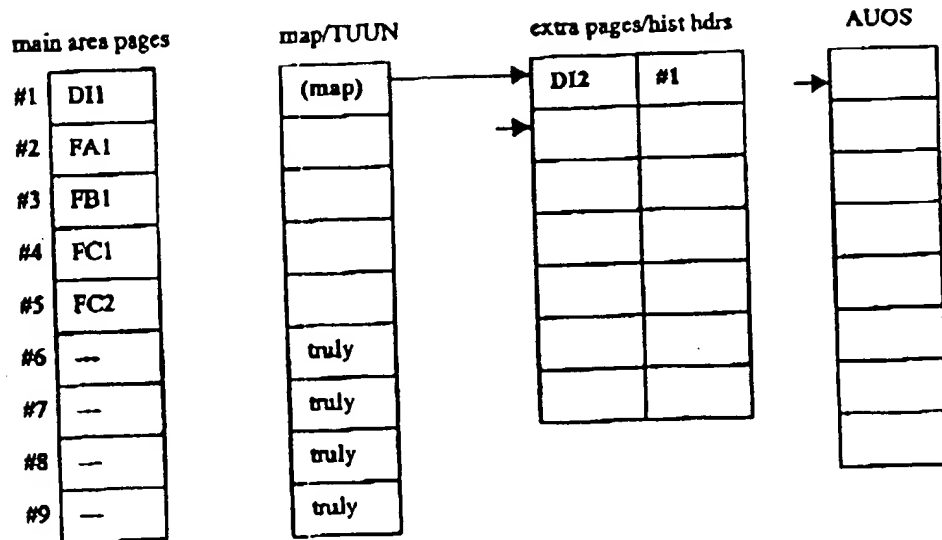 main area pages map/TUUN extra pages/hist hdrs AUOS
#1 DI1 (map) DI2 #1
#2 FA1
#3 FB1
#4 FC1
#5 FC2
#6 — truly
#7 — truly
#8 — truly
#9 — truly